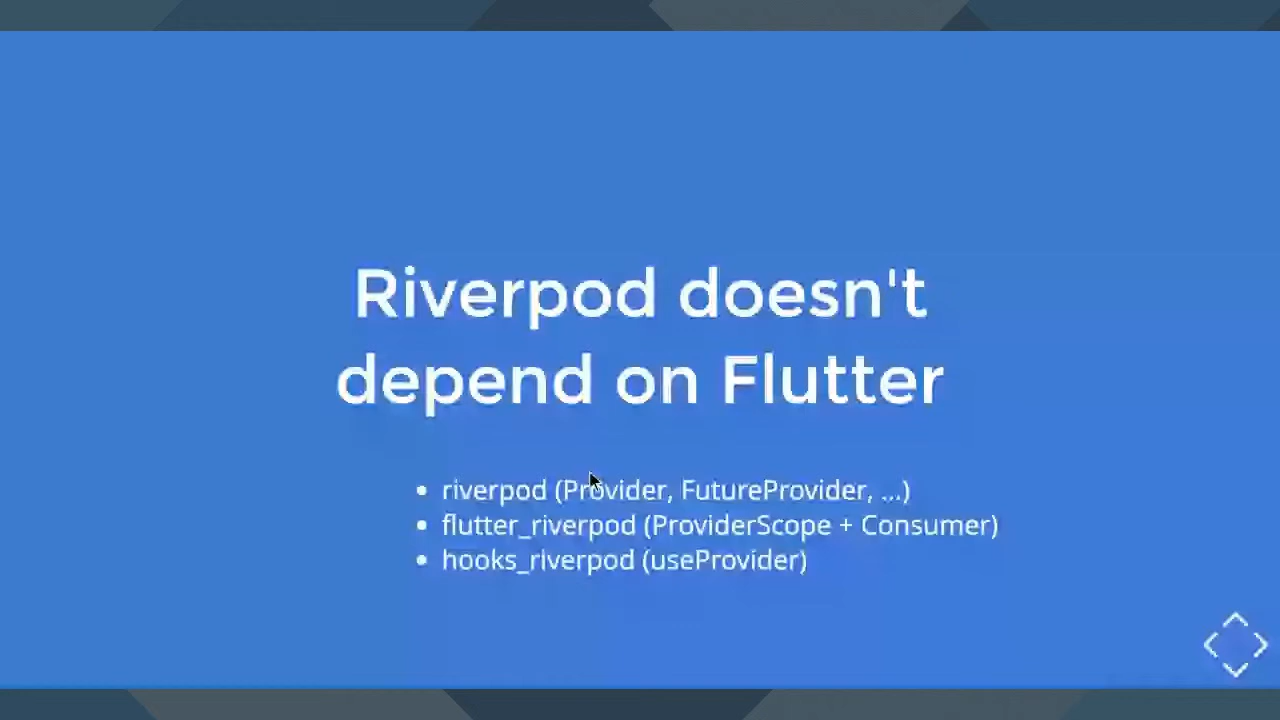 Riverpod doesn't
depend on Flutter
• riverpod (Provider, FutureProvider, ...)
• flutter_riverpod (ProviderScope + Consumer)
• hooks_riverpod (useProvider)